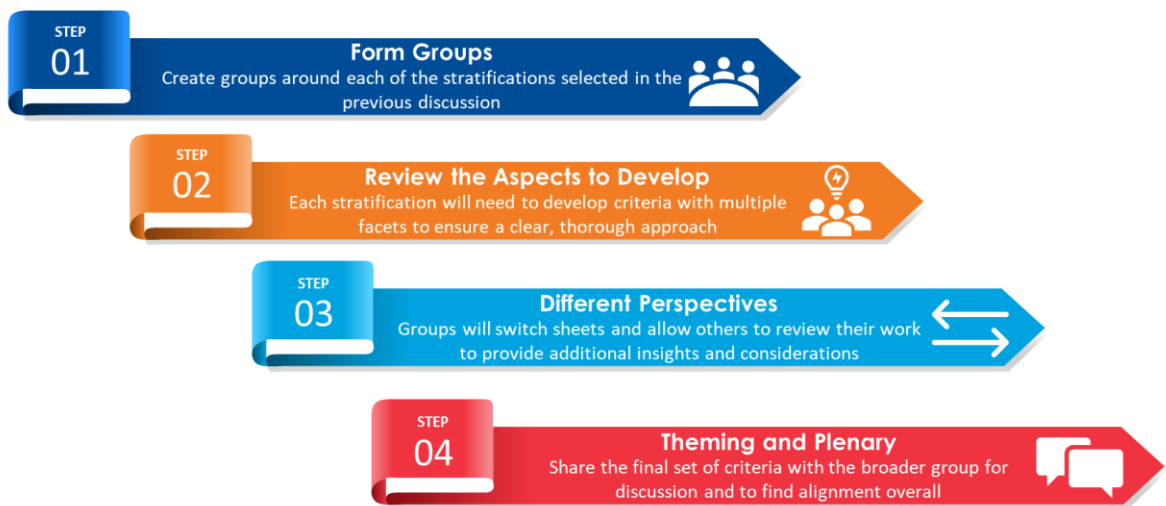 STEP
01
Form Groups
Create groups around each of the stratifications selected in the
previous discussion
STEP
02
Review the Aspects to Develop
Each stratification will need to develop criteria with multiple
facets to ensure a clear, thorough approach
STEP
03
Different Perspectives
Groups will switch sheets and allow others to review their work
to provide additional insights and considerations
STEP
04
Theming and Plenary
Share the final set of criteria with the broader group for
discussion and to find alignment overall